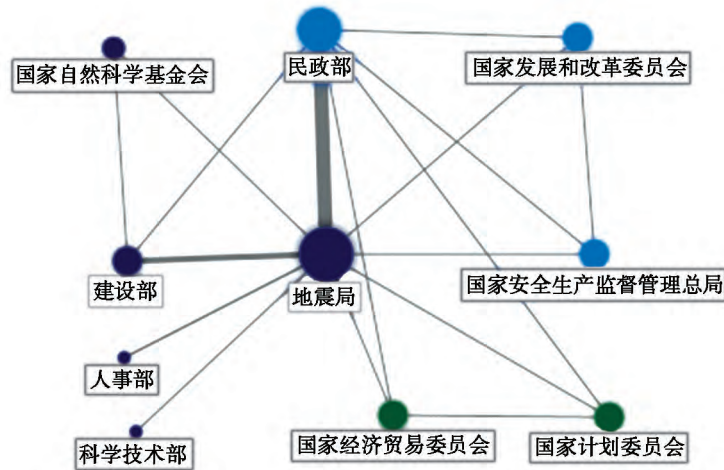 国家自然科学基金会
民政部
国家发展和改革委员会
建设部
地震局
国家安全生产监督管理总局
人事部
科学技术部
国家经济贸易委员会
国家计划委员会